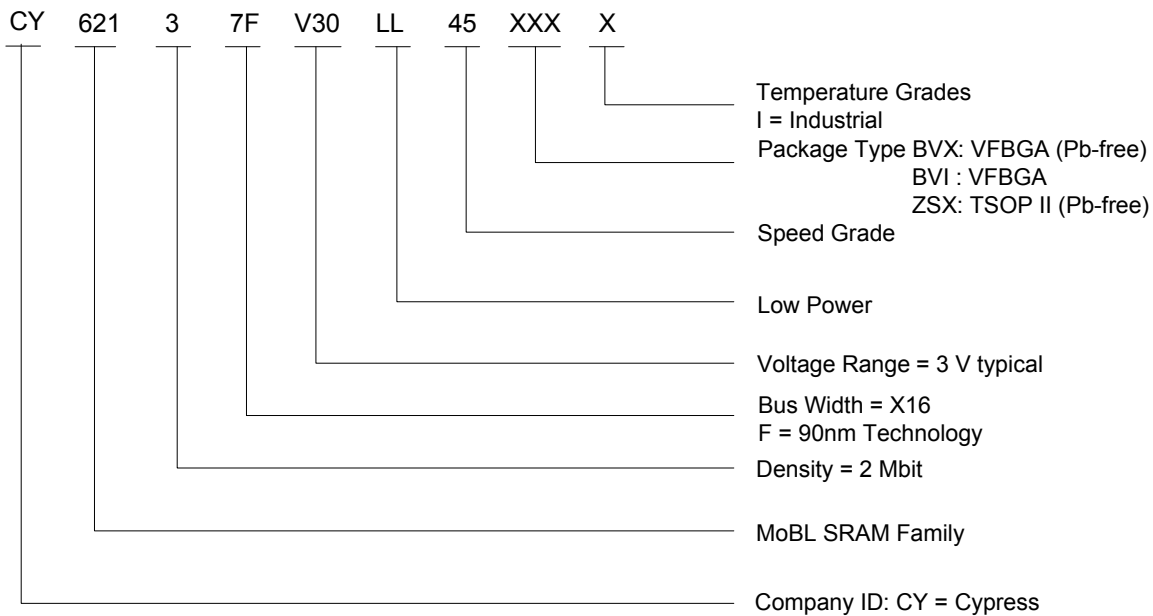 CY 621 3 7F V30 LL 45 XXX X
Temperature Grades
I = Industrial
Package Type BVX: VFBGA (Pb-free)
BVI : VFBGA
ZSX: TSOP II (Pb-free)
Speed Grade
Low Power
Voltage Range = 3 V typical
Bus Width = X16
F = 90nm Technology
Density = 2 Mbit
MoBL SRAM Family
Company ID: CY = Cypress